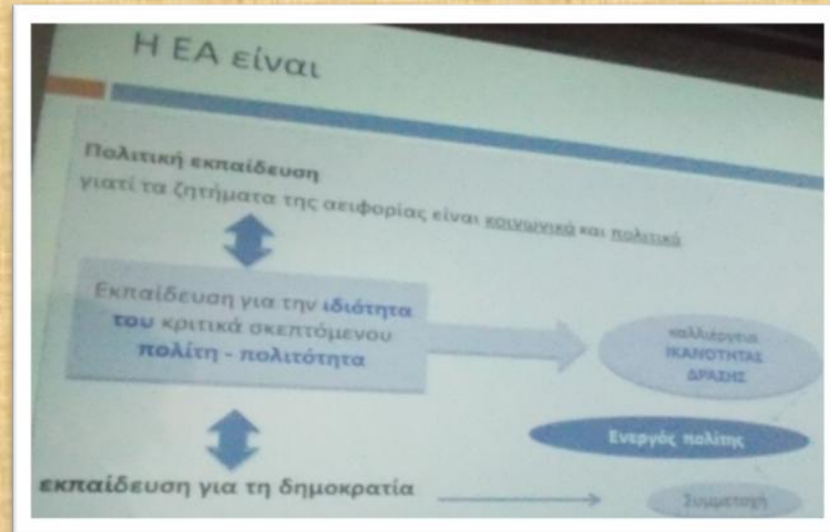 Η ΕΑ είναι
Πολιτική εκπαίδευση
γιατί τα ζητήματα της αειφορίας είναι κοινωνικά και πολιτικά
Εκπαίδευση για την ιδιότητα
του κριτικά σκεπτόμενου
πολίτη - πολιτότητα
καλλιέργεια
ΙΚΑΝΟΤΗΤΑΣ
ΔΡΑΣΗΣ
Ενεργός πολίτης
εκπαίδευση για τη δημοκρατία
Συμμετοχή